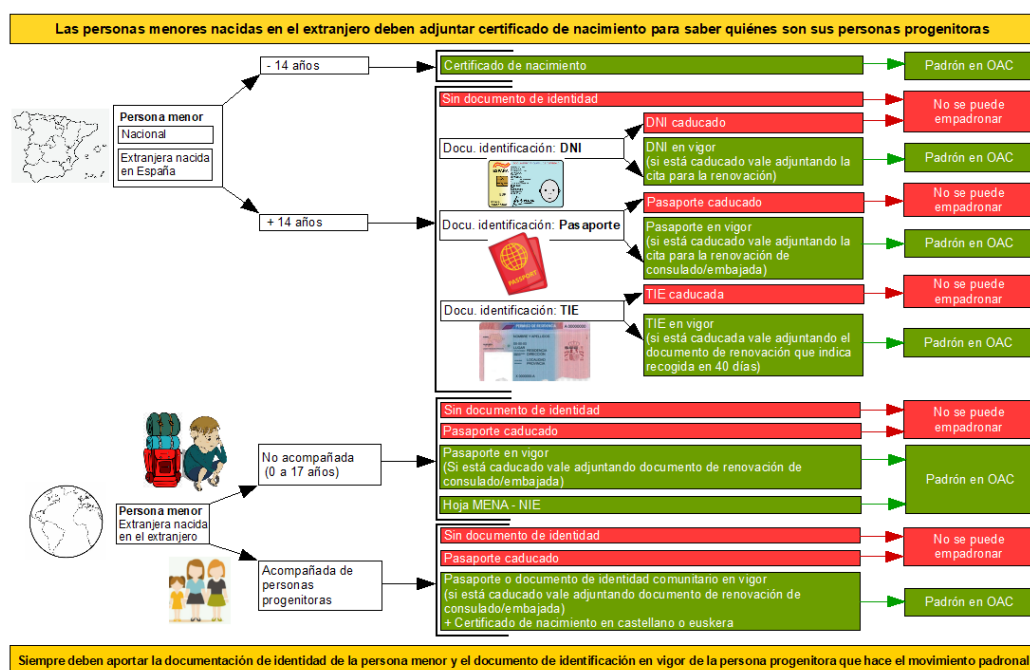 Las personas menores nacidas en el extranjero deben adjuntar certificado de nacimiento para saber quiénes son sus personas progenitoras
Persona menor
Nacional
Extranjera nacida
en España
- 14 años
Certificado de nacimiento
Padrón en OAC
+ 14 años
Sin documento de identidad
No se puede
empadronar
Docu. identificación: DNI
DNI caducado
DNI en vigor
(si está caducado vale adjuntando la
cita para la renovación)
Padrón en OAC
Docu. identificación: Pasaporte
PASSPORT
Pasaporte caducado
No se puede
empadronar
Pasaporte en vigor
(si está caducado vale adjuntando la
cita para la renovación de
consulado/embajada)
Padrón en OAC
Docu. identificación: TIE
TIE caducada
No se puede
empadronar
TIE en vigor
(si está caducada vale adjuntando el
documento de renovación que indica
recogida en 40 días)
Padrón en OAC
Persona menor
Extranjera nacida
en el extranjero
No acompañada
(0 a 17 años)
Sin documento de identidad
Pasaporte caducado
No se puede
empadronar
Pasaporte en vigor
(Si está caducado vale adjuntando documento de renovación de
consulado/embajada)
Hoja MENA - NIE
Padrón en OAC
Acompañada de
personas
progenitoras
Sin documento de identidad
Pasaporte caducado
No se puede
empadronar
Pasaporte o documento de identidad comunitario en vigor
(si está caducado vale adjuntando documento de renovación de
consulado/embajada)
+ Certificado de nacimiento en castellano o euskera
Padrón en OAC
Siempre deben aportar la documentación de identidad de la persona menor y el documento de identificación en vigor de la persona progenitora que hace el movimiento padronal